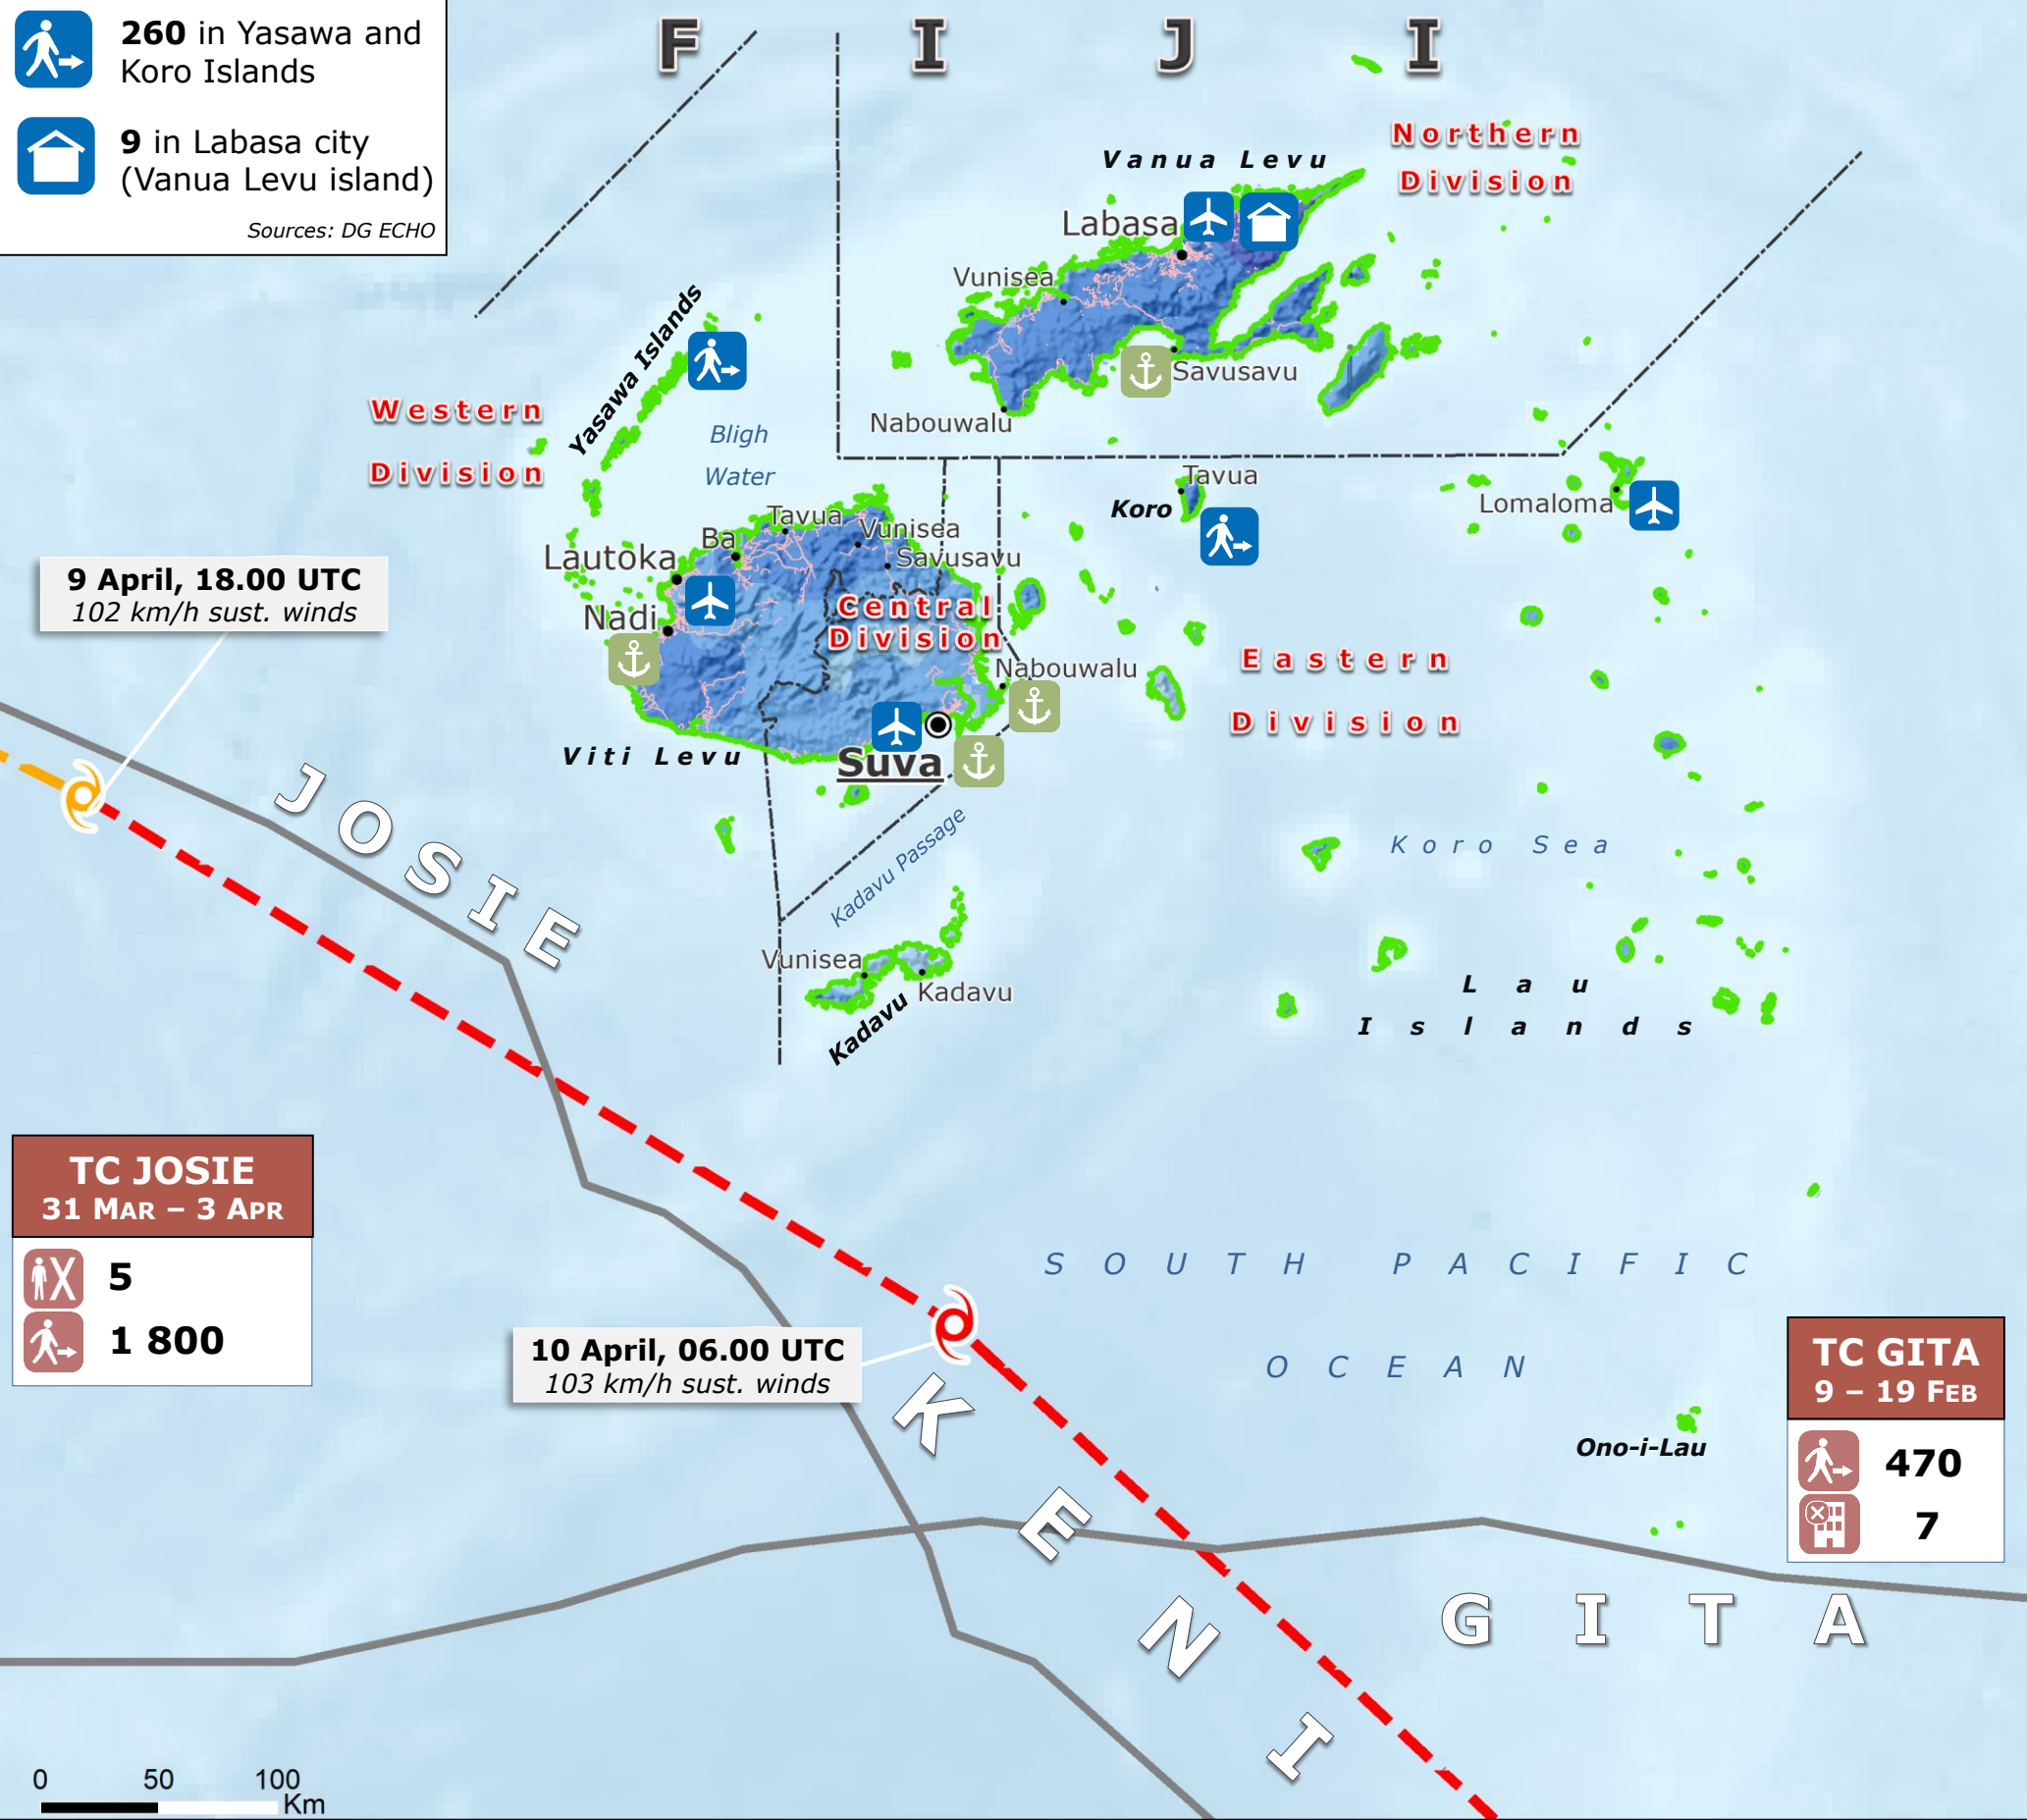 260 in Yasawa and
Koro Islands
9 in Labasa city
(Vanua Levu island)
Sources: DG ECHO
F I J I
Northern
Division
Vanua Levu
Labasa
Vunisea
Savusavu
Nabouwalu
Yasawa Islands
Western
Division
Bligh
Water
Tavua
Koro
Lomaloma
Tavua
Vunisea
Ba
Savusavu
Lautoka
Nadi
Central
Division
Nabouwalu
Eastern
Division
Viti Levu
Suva
9 April, 18.00 UTC
102 km/h sust. winds
JOSIE
Kadavu Passage
Koro Sea
Vunisea
Kadavu
Kadavu
Lau
Islands
TC JOSIE
31 MAR – 3 APR
5
1 800
SOUTH PACIFIC
OCEAN
10 April, 06.00 UTC
103 km/h sust. winds
KENI
TC GITA
9 – 19 FEB
470
7
Ono-i-Lau
GITA
0 50 100
Km